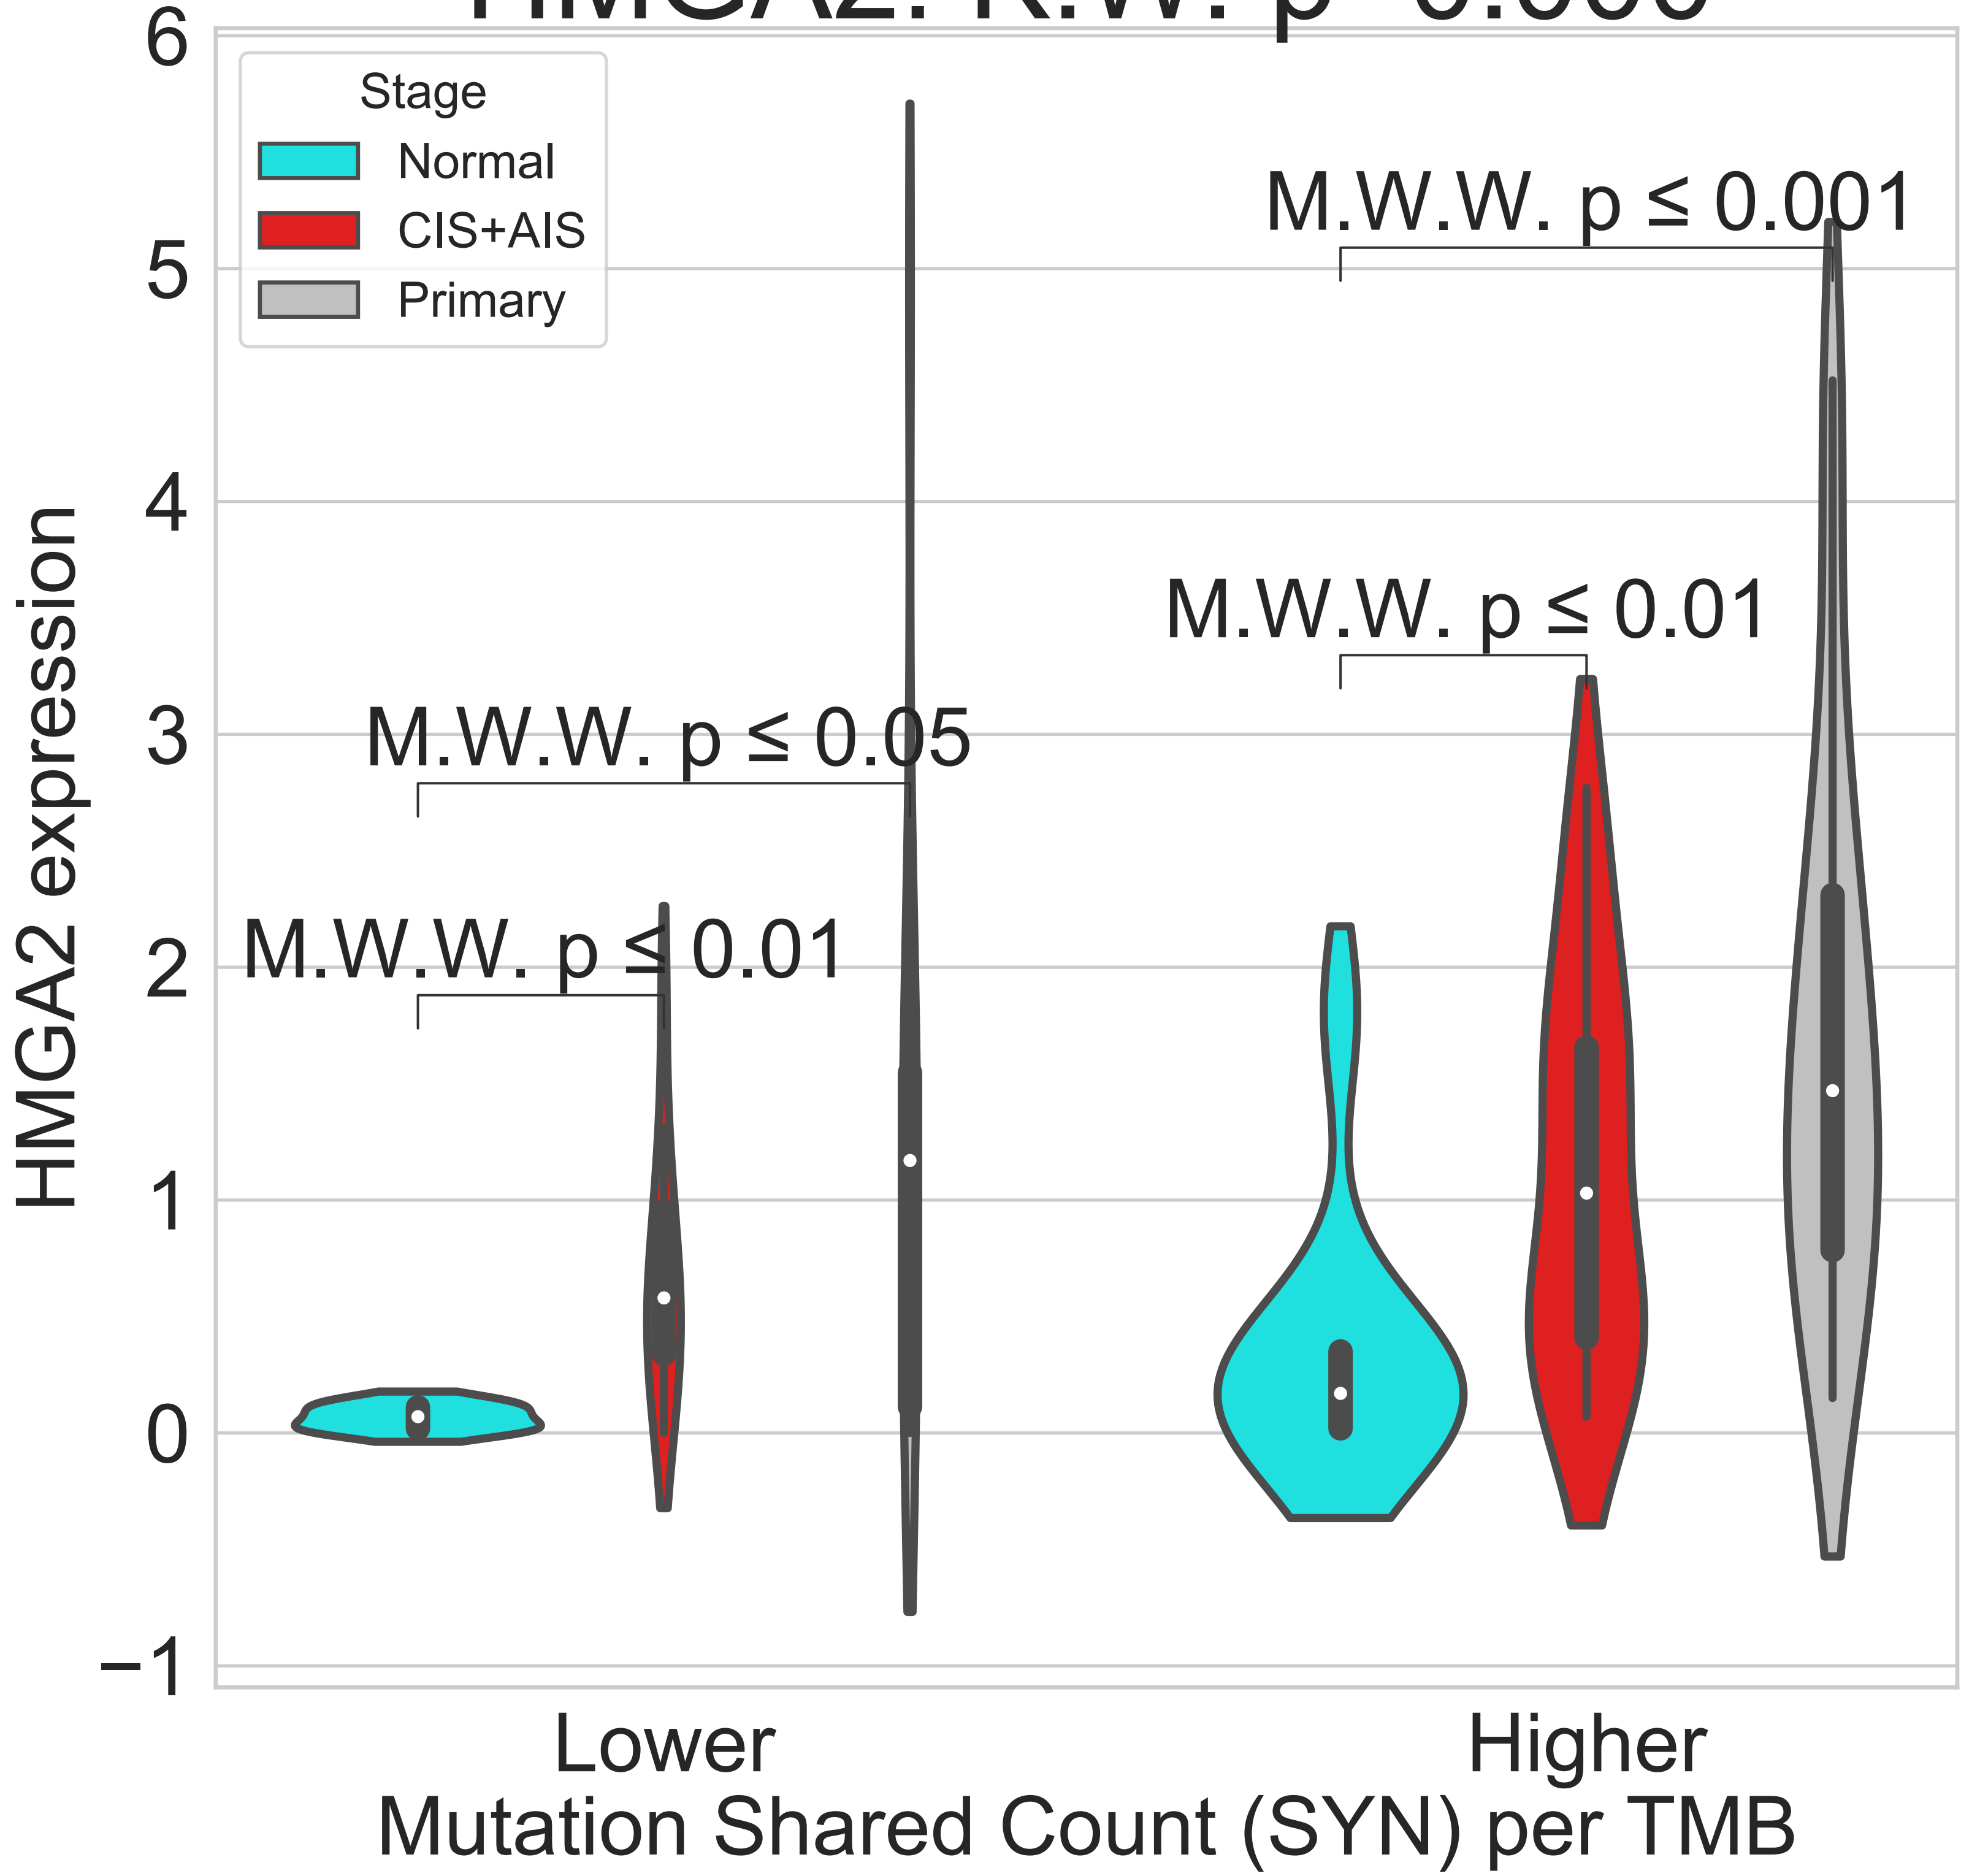 6
5
4
3
2
1
0
−1
HMGA2 expression
Stage
Normal
CIS+AIS
Primary
M.W.W. p ≤ 0.001
M.W.W. p ≤ 0.01
M.W.W. p ≤ 0.05
M.W.W. p ≤ 0.01
Lower
Higher
Mutation Shared Count (SYN) per TMB